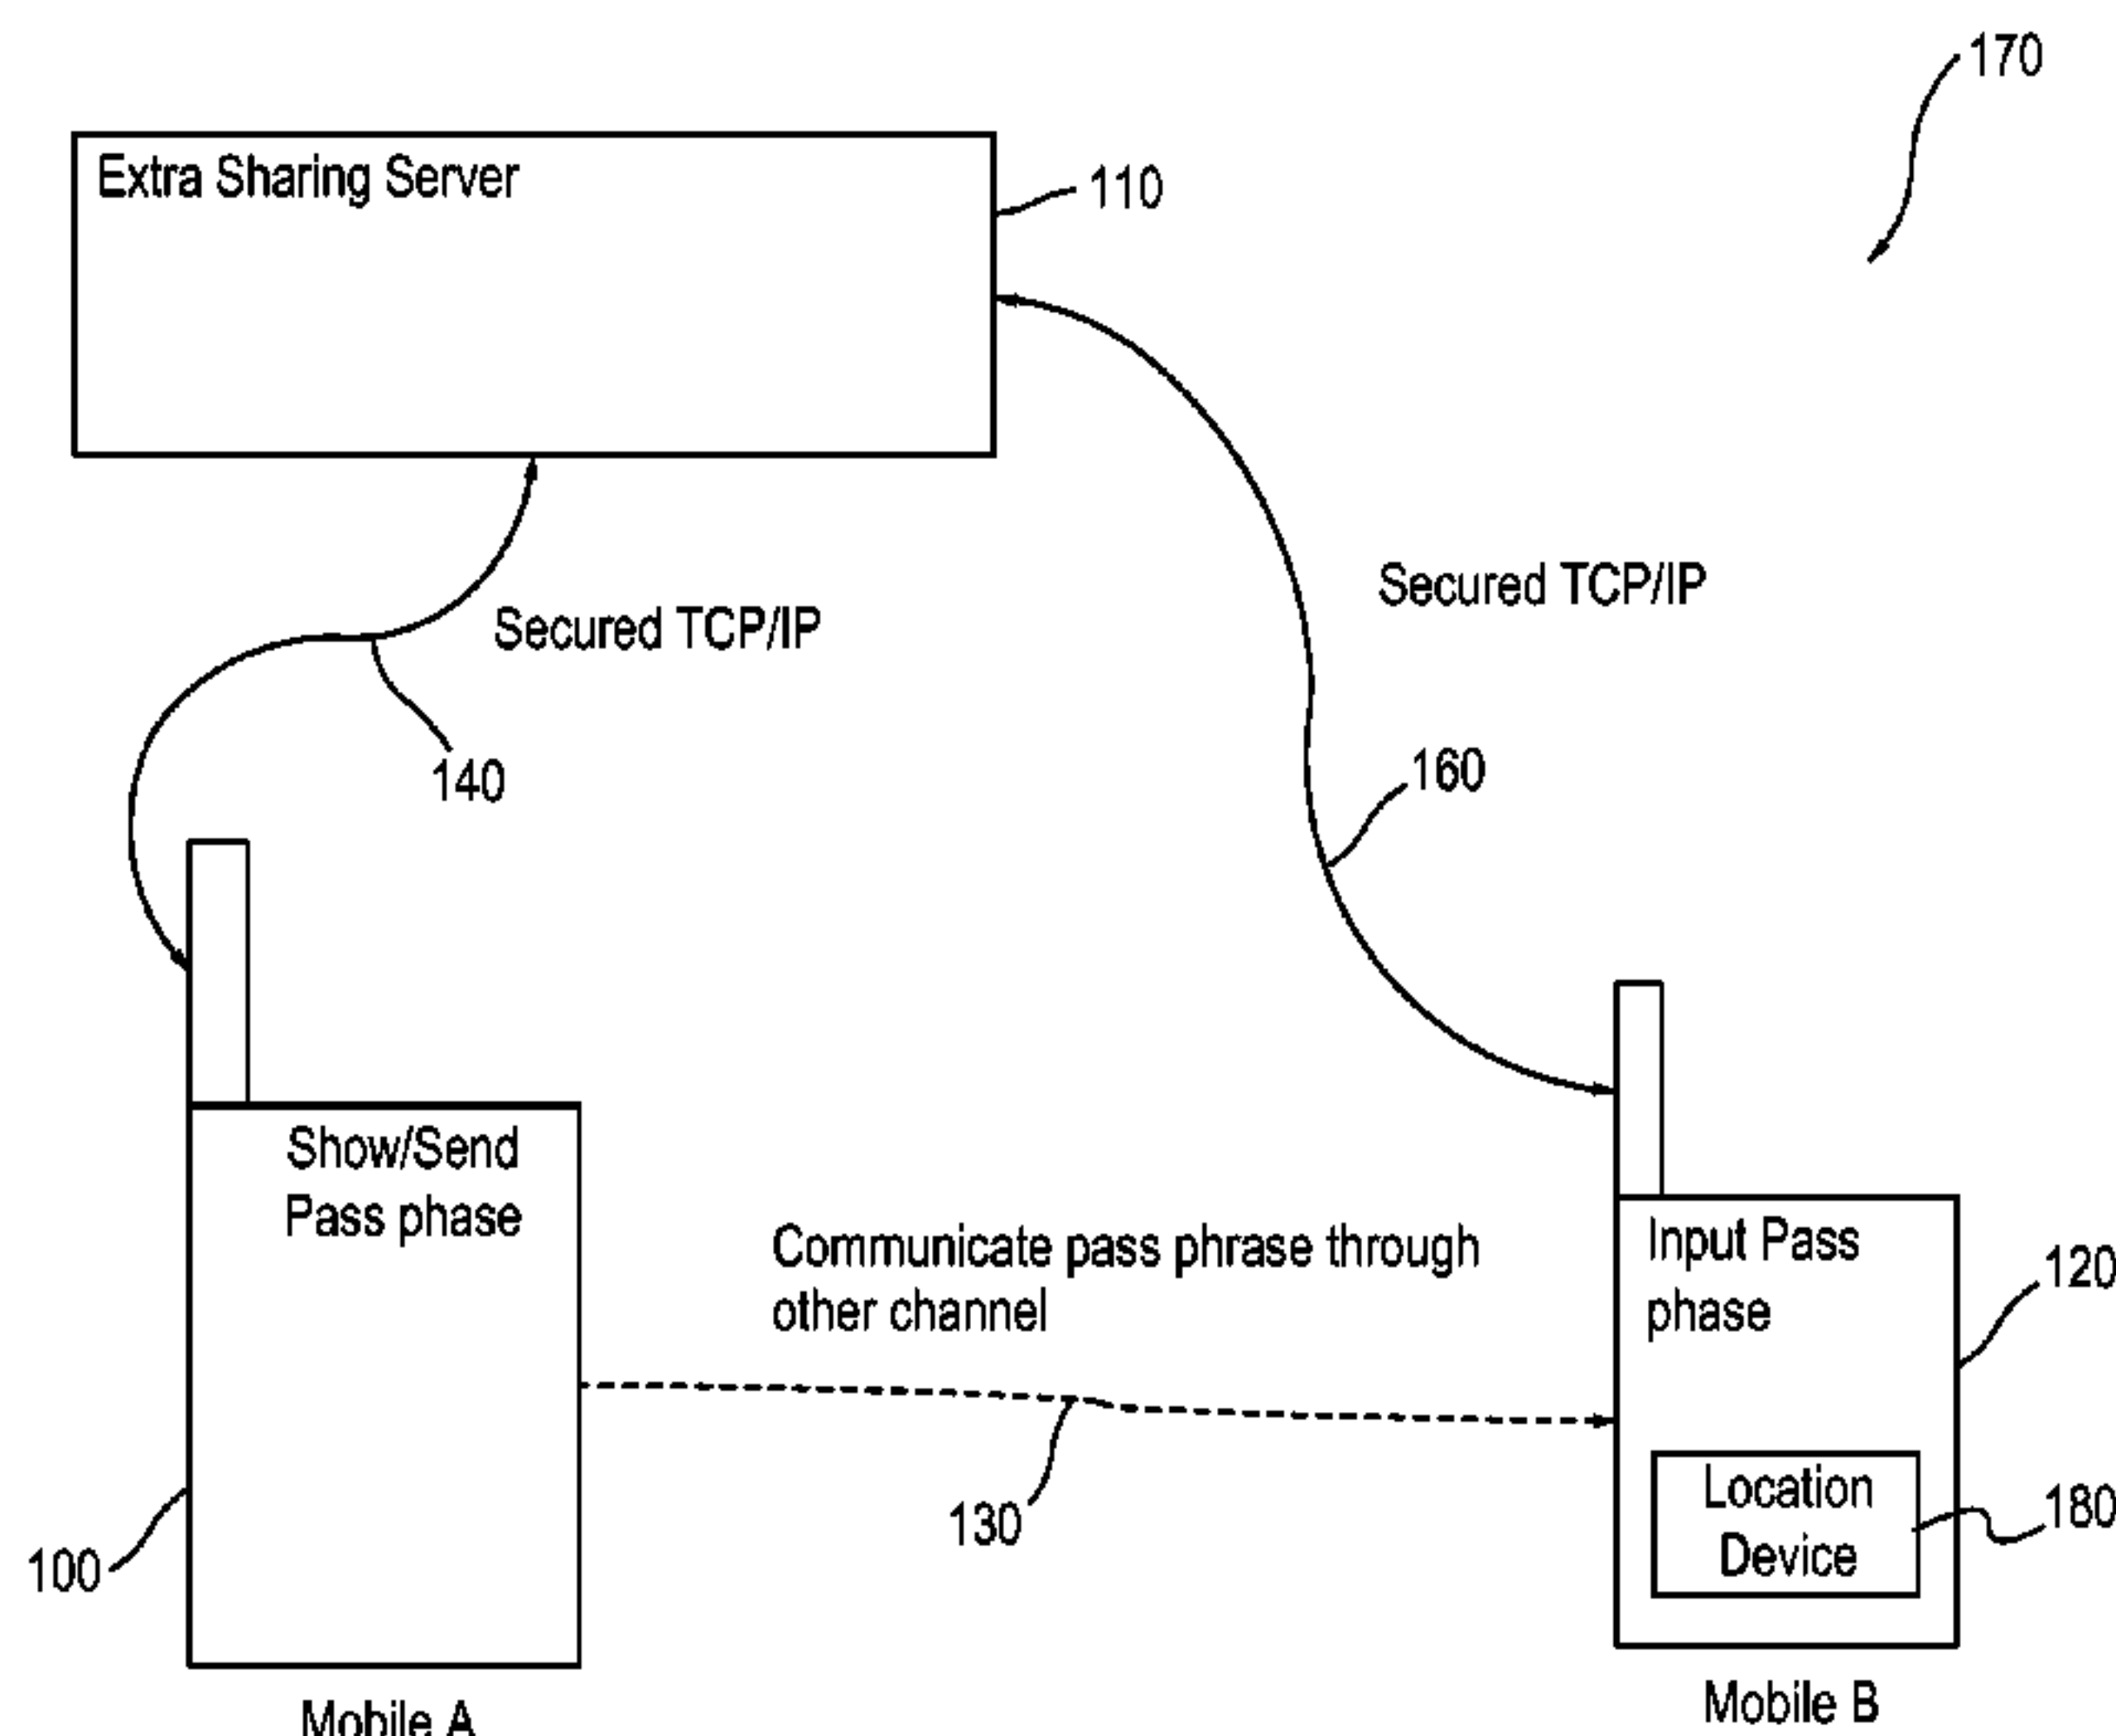 170
Extra Sharing Server
110
Secured TCP/IP
Secured TCP/IP
140
160
Show/Send
Pass phase
Communicate pass phrase through
other channel
Input Pass
phase
120
130
Location
Device
180
100
Mobile A
Mobile B